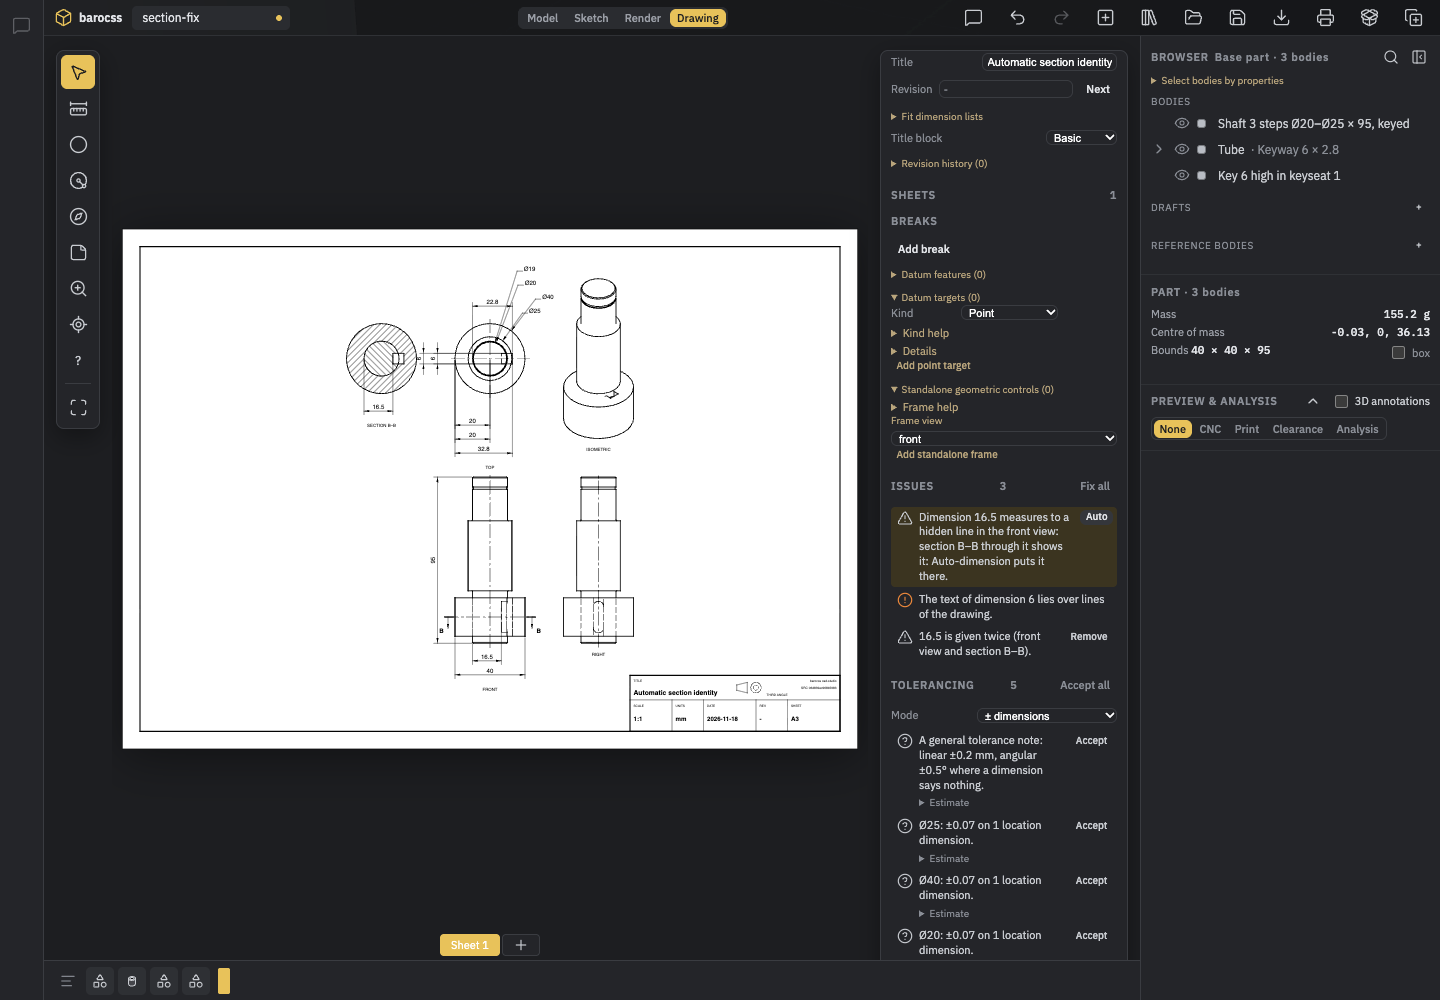 barocss
section-fix
Model
Sketch
Render
Drawing
Title
Automatic section identity
Revision
-
Next
Fit dimension lists
Title block
Basic
Revision history (0)
SHEETS
1
BREAKS
Add break
Datum features (0)
Datum targets (0)
Kind
Point
Kind help
Details
Add point target
Standalone geometric controls (0)
Frame help
Frame view
front
Add standalone frame
ISSUES
3
Fix all
Dimension 16.5 measures to a
hidden line in the front view:
section B–B through it shows
it: Auto-dimension puts it
there.
Auto
The text of dimension 6 lies over lines
of the drawing.
16.5 is given twice (front
view and section B–B).
Remove
TOLERANCING
5
Accept all
Mode
± dimensions
A general tolerance note:
linear ±0.2 mm, angular
±0.5° where a dimension
says nothing.
Accept
Estimate
Ø25: ±0.07 on 1 location
dimension.
Accept
Estimate
Ø40: ±0.07 on 1 location
dimension.
Accept
Estimate
Ø20: ±0.07 on 1 location
dimension.
Accept
BROWSER Base part · 3 bodies
Select bodies by properties
BODIES
Shaft 3 steps Ø20–Ø25 × 95, keyed
Tube · Keyway 6 × 2.8
Key 6 high in keyseat 1
DRAFTS
+
REFERENCE BODIES
+
PART · 3 bodies
Mass
155.2 g
Centre of mass
-0.03, 0, 36.13
Bounds 40 × 40 × 95
box
PREVIEW & ANALYSIS
3D annotations
None
CNC
Print
Clearance
Analysis
?
Ø19
Ø20
Ø40
Ø25
22.8
6
6
16.5
SECTION B–B
20
20
32.8
TOP
ISOMETRIC
95
B
B
16.5
40
FRONT
RIGHT
TITLE
Automatic section identity
THIRD ANGLE
SCALE
1:1
UNITS
mm
DATE
2026-11-18
REV
-
SHEET
A3
Sheet 1
+